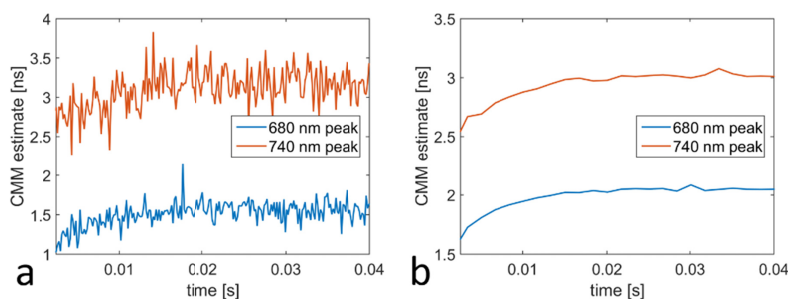 4
3.5
3
2.5
2
1.5
1
CMM estimate [ns]
680 nm peak
740 nm peak
0.01 0.02 0.03 0.04
time [s]
a
3.5
3
2.5
2
1.5
CMM estimate [ns]
680 nm peak
740 nm peak
0.01 0.02 0.03 0.04
time [s]
b